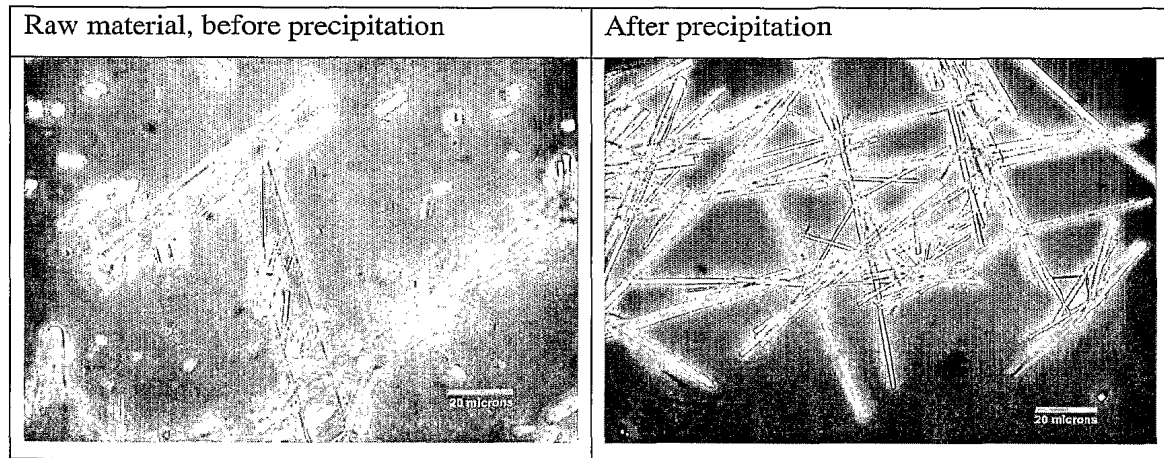 Raw material, before precipitation
After precipitation
20 microns
20 microns